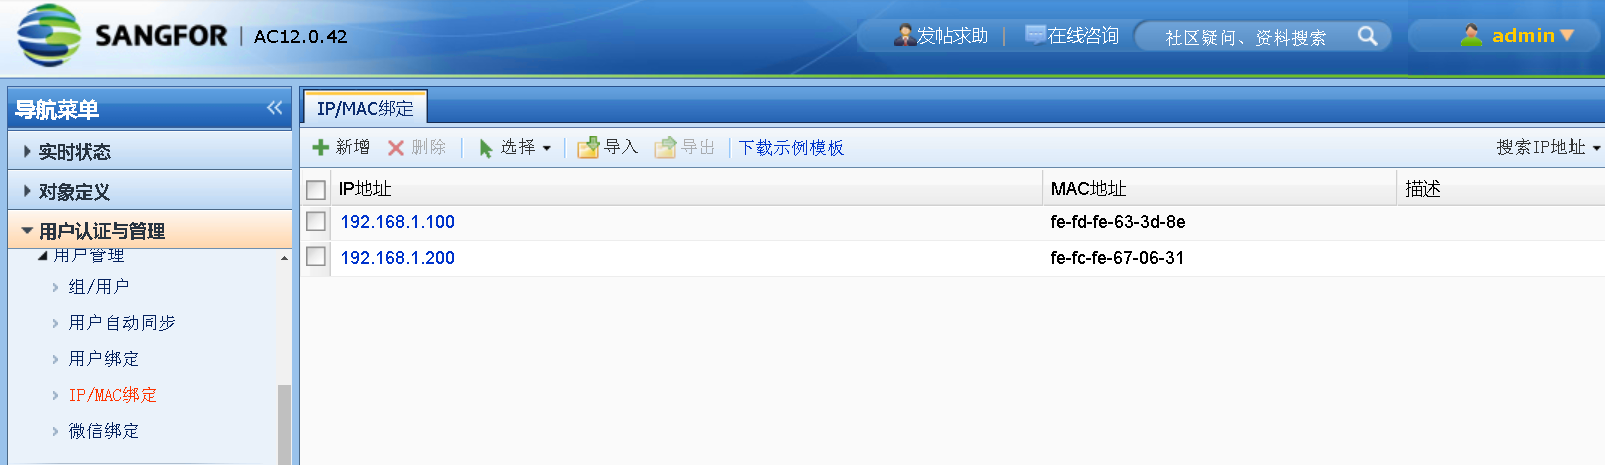 SANGFOR | AC12.0.42 发帖求助 | 在线咨询 社区疑问、资料搜索 admin
导航菜单
IP/MAC绑定
新增 删除 选择 导入 导出 下载示例模板 搜索IP地址
实时状态
对象定义
用户认证与管理
用户管理
组/用户
用户自动同步
用户绑定
IP/MAC绑定
微信绑定
IP地址 MAC地址 描述
192.168.1.100 fe-fd-fe-63-3d-8e
192.168.1.200 fe-fc-fe-67-06-31